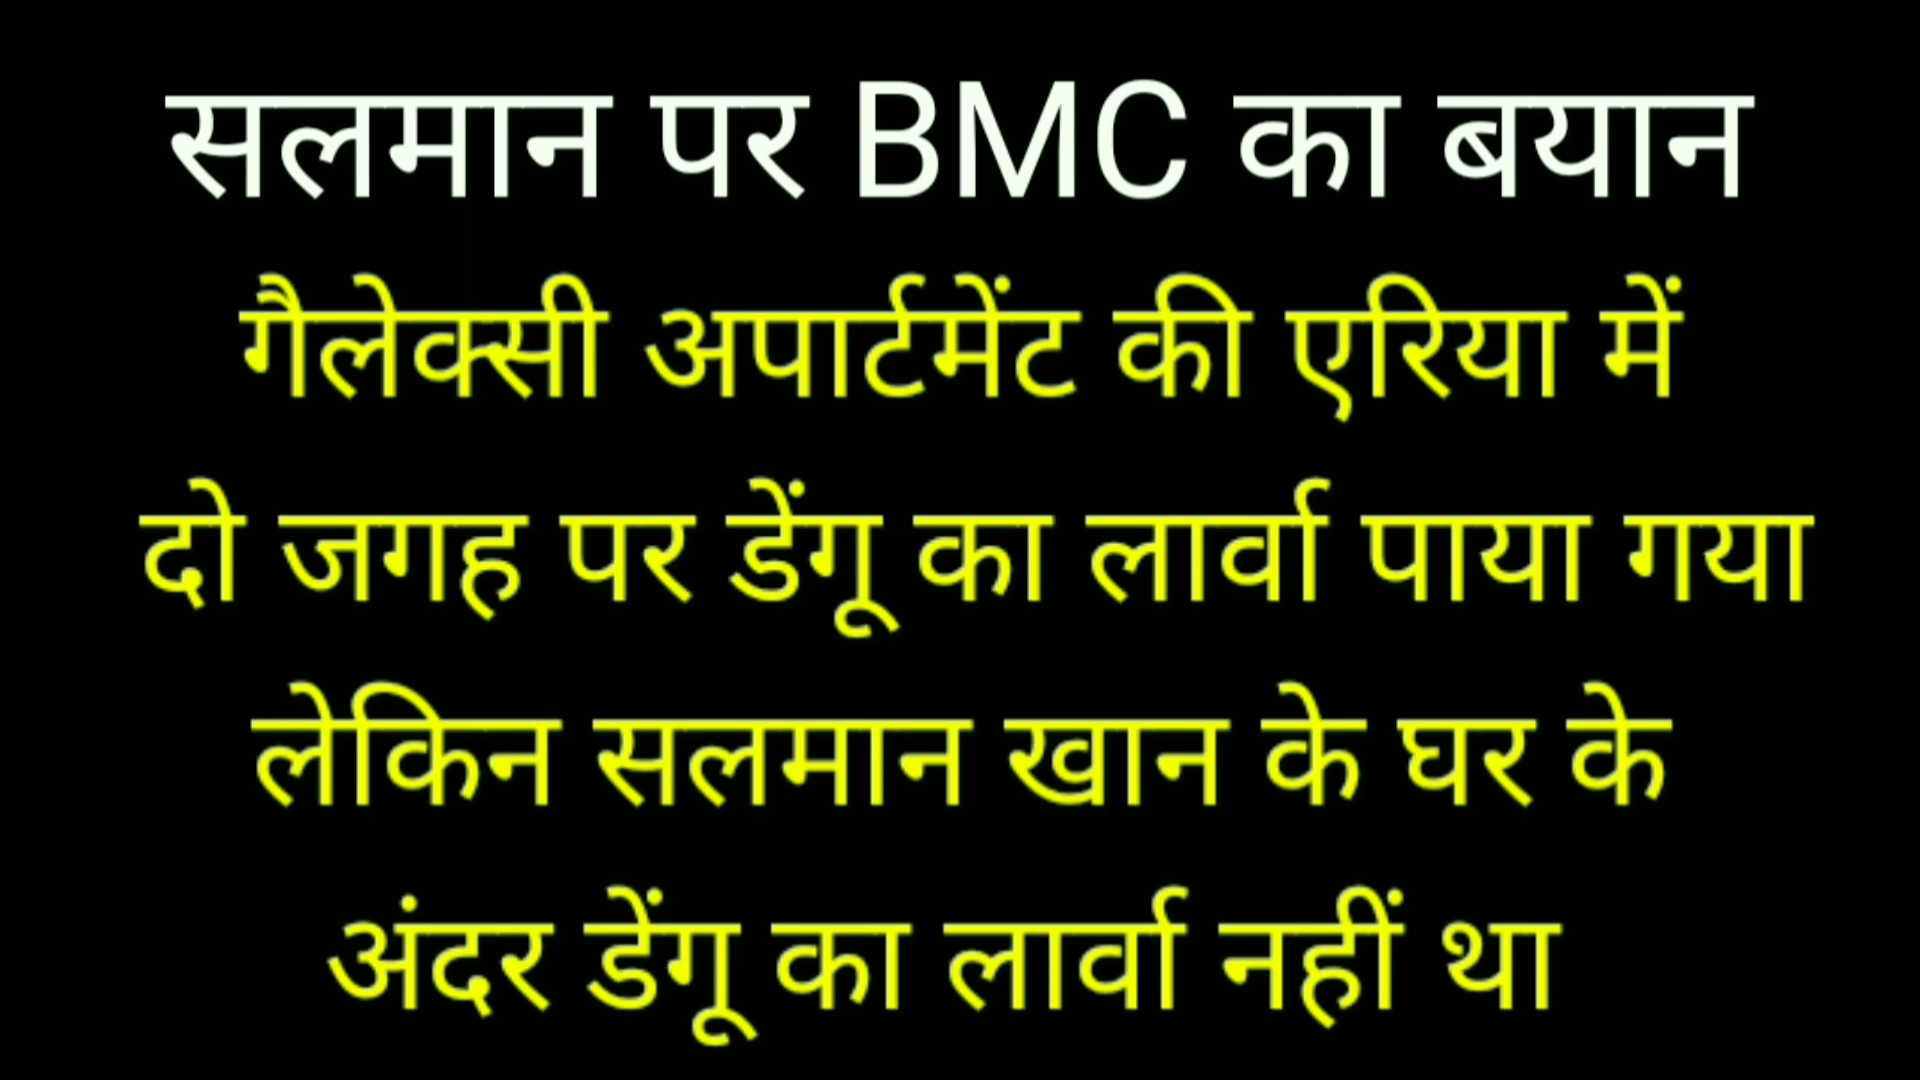 सलमान पर BMC का बयान
गैलेक्सी अपार्टमेंट की एरिया में
दो जगह पर डेंगू का लार्वा पाया गया
लेकिन सलमान खान के घर के
अंदर डेंगू का लार्वा नहीं था